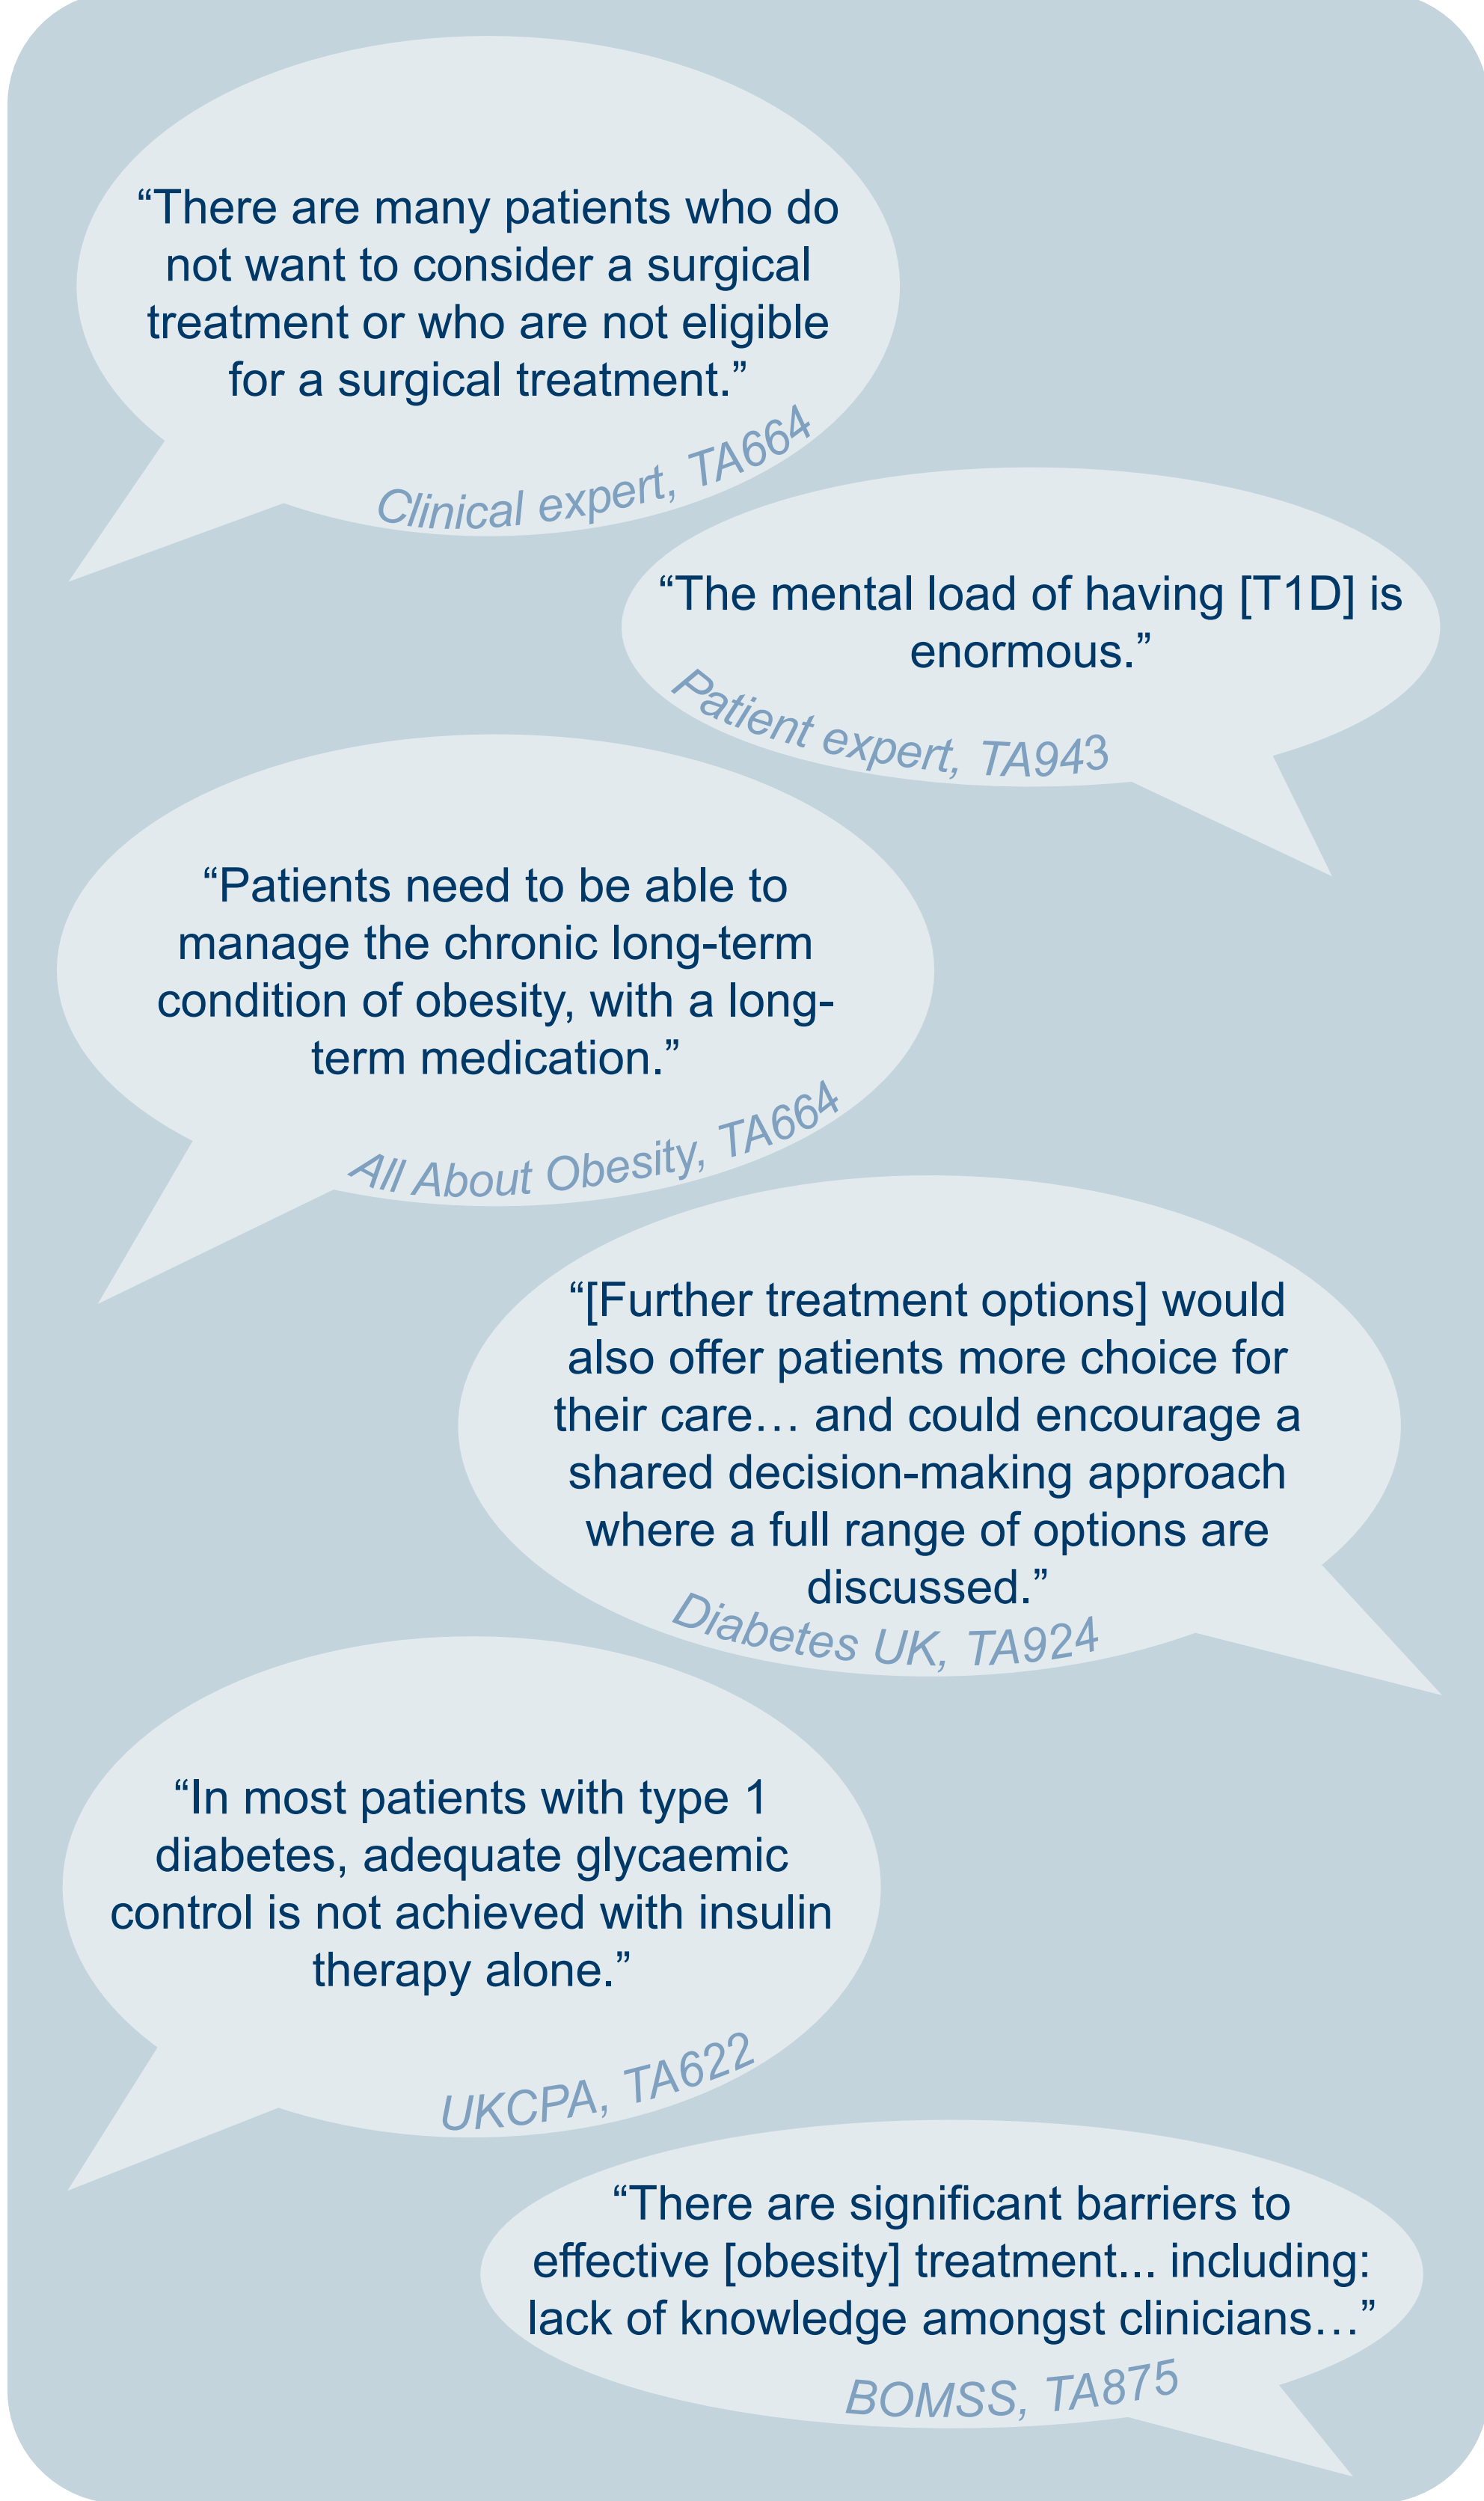 “There are many patients who do
not want to consider a surgical
treatment or who are not eligible
for a surgical treatment.”
Clinical expert, TA664
“The mental load of having [T1D] is
enormous.”
Patient expert, TA943
“Patients need to be able to
manage the chronic long-term
condition of obesity, with a long-
term medication.”
All About Obesity, TA664
“[Further treatment options] would
also offer patients more choice for
their care… and could encourage a
shared decision-making approach
where a full range of options are
discussed.”
Diabetes UK, TA924
“In most patients with type 1
diabetes, adequate glycaemic
control is not achieved with insulin
therapy alone.”
UKCPA, TA622
“There are significant barriers to
effective [obesity] treatment… including:
lack of knowledge amongst clinicians…”
BOMSS, TA875